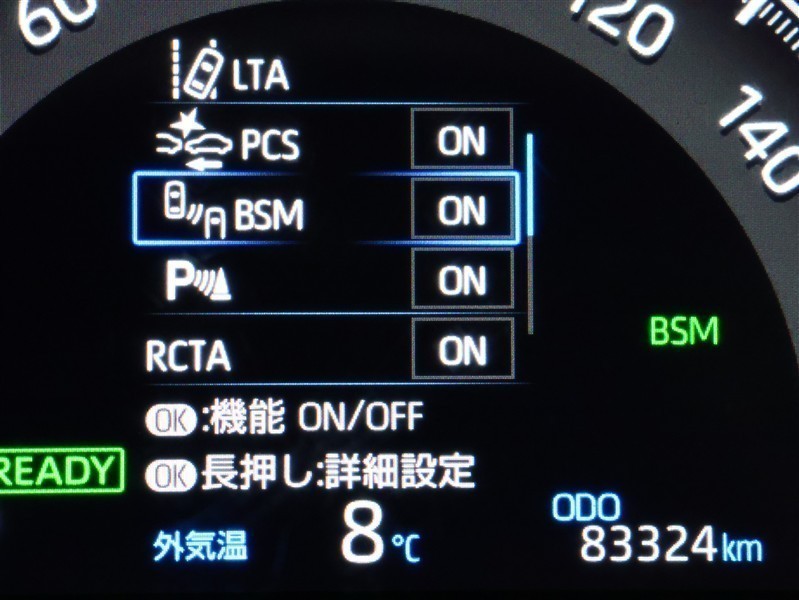 60
120
140
LTA
PCS ON
BSM ON
P ON
BSM
RCTA ON
OK:機能 ON/OFF
READY
OK長押し:詳細設定
外気温 8℃
ODO
83324km